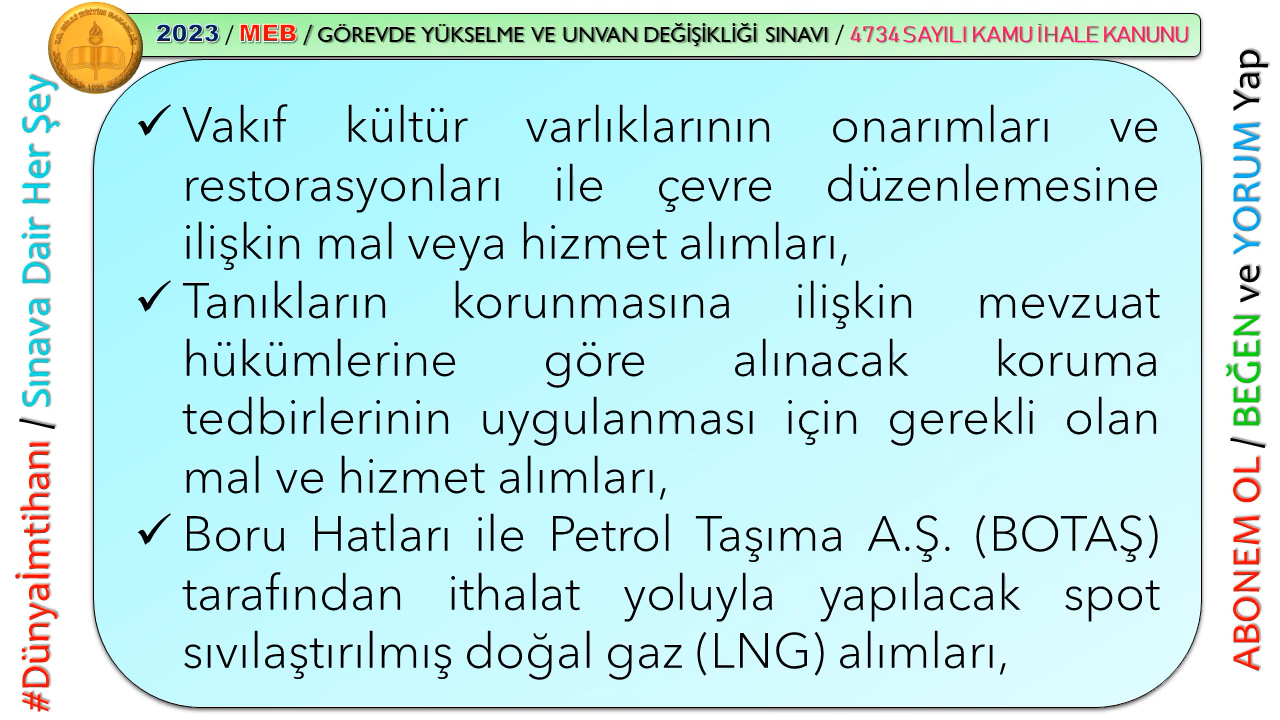 2023 / MEB / GÖREVDE YÜKSELME VE UNVAN DEĞİŞİKLİĞİ SINAVI / 4734 SAYILI KAMU İHALE KANUNU
#Dünyaİmtihanı / Sınava Dair Her Şey
✓ Vakıf kültür varlıklarının onarımları ve
restorasyonları ile çevre düzenlemesine
ilişkin mal veya hizmet alımları,
✓ Tanıkların korunmasına ilişkin mevzuat
hükümlerine göre alınacak koruma
tedbirlerinin uygulanması için gerekli olan
mal ve hizmet alımları,
✓ Boru Hatları ile Petrol Taşıma A.Ş. (BOTAŞ)
tarafından ithalat yoluyla yapılacak spot
sıvılaştırılmış doğal gaz (LNG) alımları,
ABONEM OL / BEĞEN ve YORUM Yap